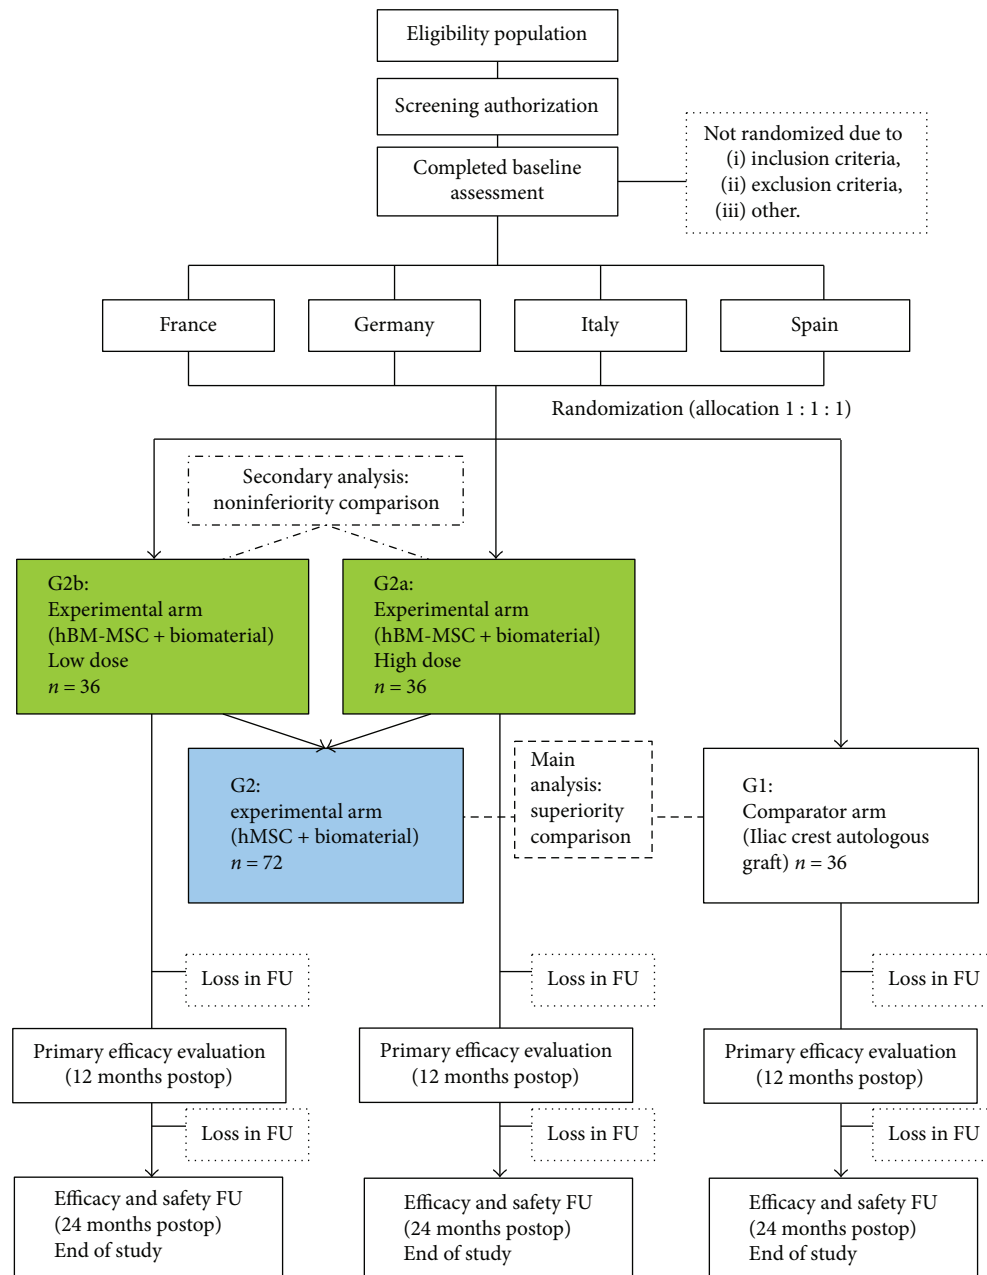 Eligibility population
Screening authorization
Completed baseline
assessment
Not randomized due to
(i) inclusion criteria,
(ii) exclusion criteria,
(iii) other.
France
Germany
Italy
Spain
Randomization (allocation 1 : 1 : 1)
Secondary analysis:
noninferiority comparison
G2b:
Experimental arm
(hBM-MSC + biomaterial)
Low dose
n = 36
G2a:
Experimental arm
(hBM-MSC + biomaterial)
High dose
n = 36
G2:
experimental arm
(hMSC + biomaterial)
n = 72
Main
analysis:
superiority
comparison
G1:
Comparator arm
(Iliac crest autologous
graft) n = 36
Loss in FU
Loss in FU
Loss in FU
Primary efficacy evaluation
(12 months postop)
Primary efficacy evaluation
(12 months postop)
Primary efficacy evaluation
(12 months postop)
Loss in FU
Loss in FU
Loss in FU
Efficacy and safety FU
(24 months postop)
End of study
Efficacy and safety FU
(24 months postop)
End of study
Efficacy and safety FU
(24 months postop)
End of study